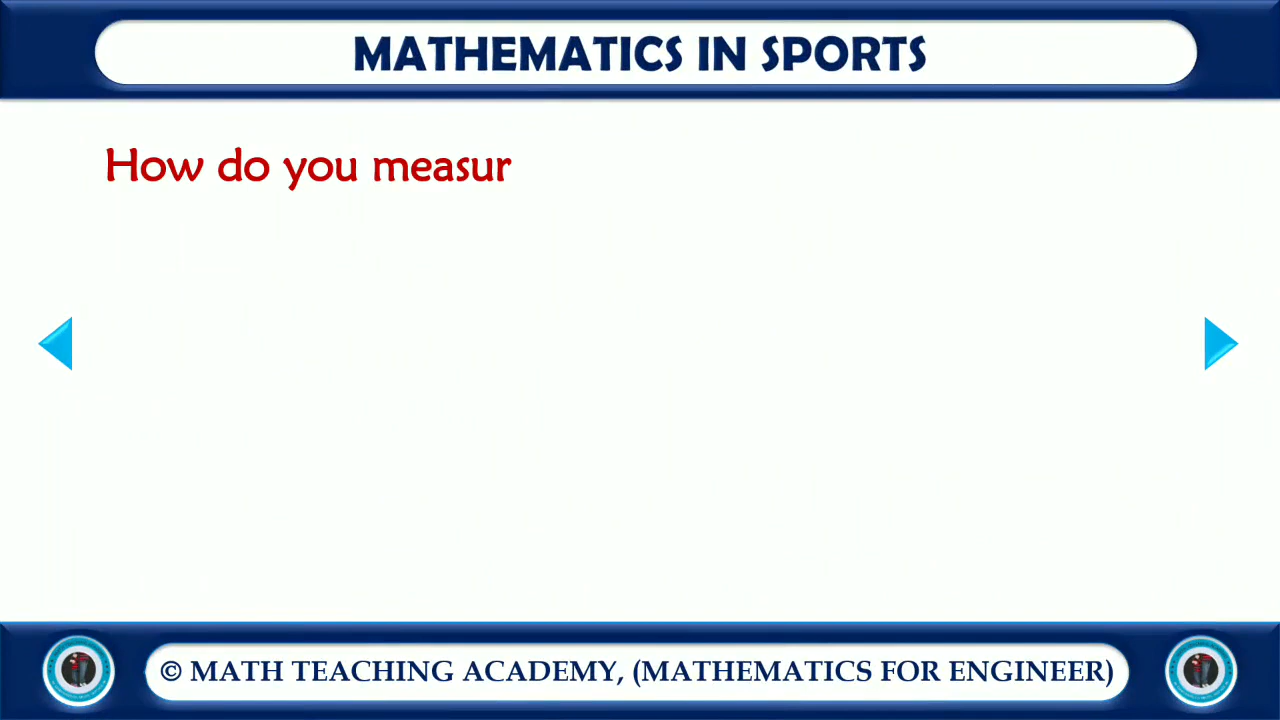 MATHEMATICS IN SPORTS
How do you measur
© MATH TEACHING ACADEMY, (MATHEMATICS FOR ENGINEER)